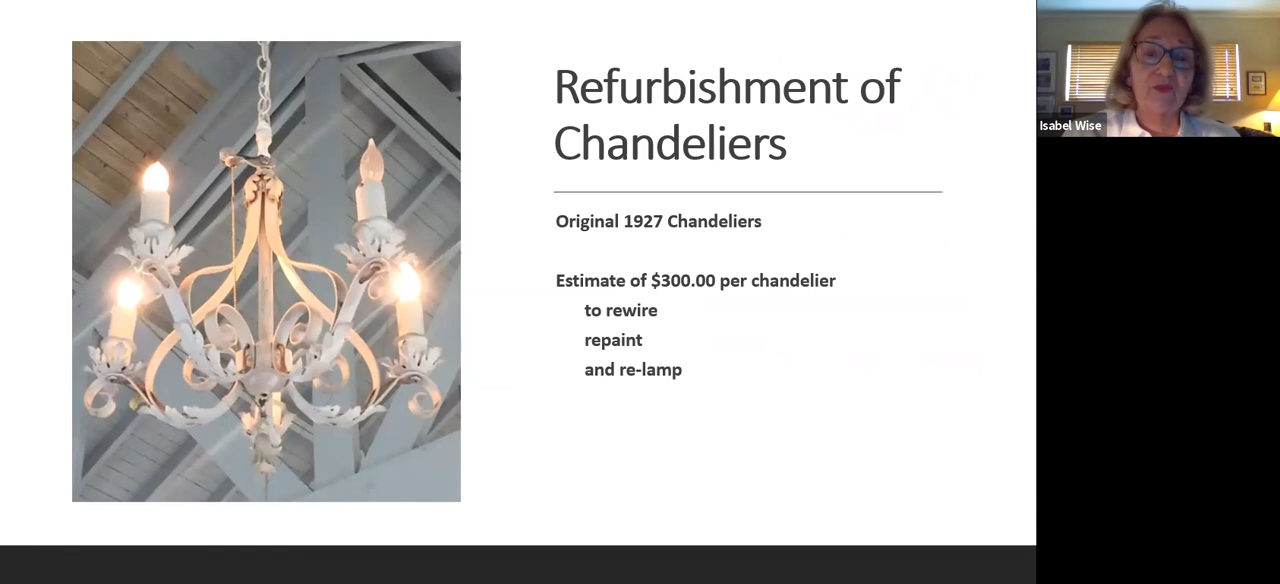 Refurbishment of
Chandeliers
Original 1927 Chandeliers
Estimate of $300.00 per chandelier
to rewire
repaint
and re-lamp
Isabel Wise